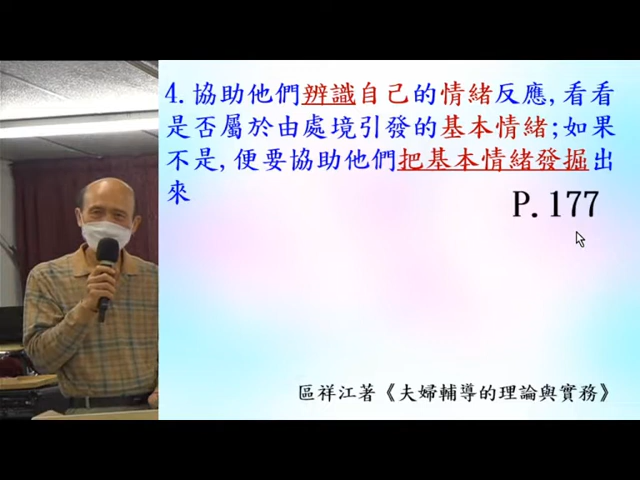 4.協助他們辨識自己的情緒反應,看看
是否屬於由處境引發的基本情緒;如果
不是,便要協助他們把基本情緒發掘出
來
P.177
區祥江著《夫婦輔導的理論與實務》